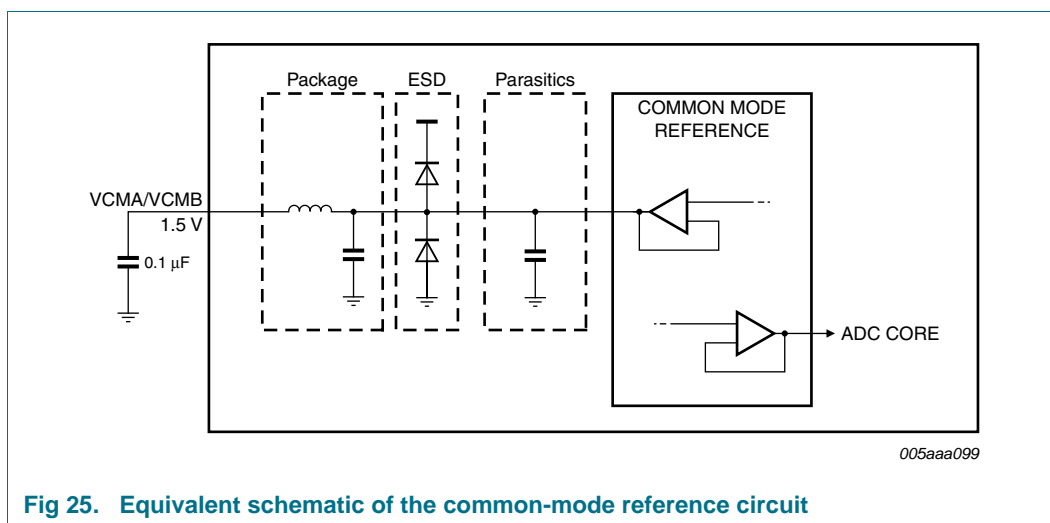 Package
ESD
Parasitics
COMMON MODE
REFERENCE
VCMA/VCMB
1.5 V
0.1 μF
ADC CORE
005aaa099
Fig 25. Equivalent schematic of the common-mode reference circuit